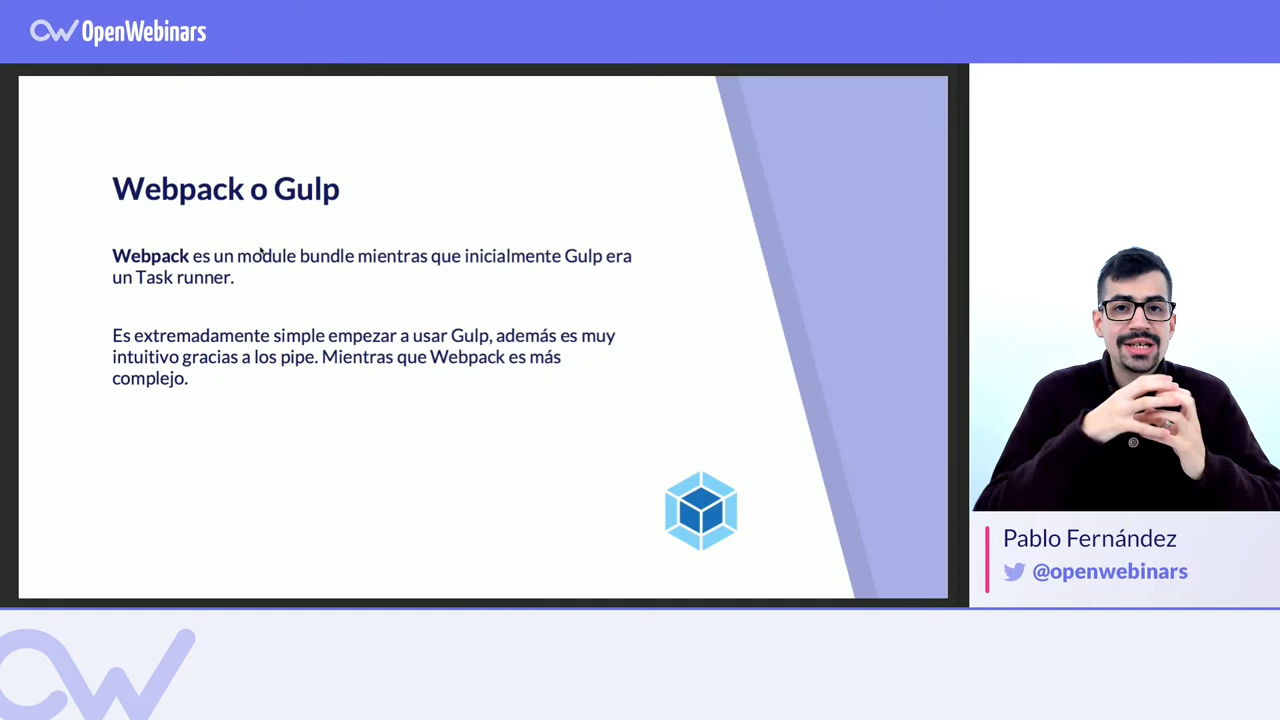 OpenWebinars
Webpack o Gulp
Webpack es un module bundle mientras que inicialmente Gulp era
un Task runner.
Es extremadamente simple empezar a usar Gulp, además es muy
intuitivo gracias a los pipe. Mientras que Webpack es más
complejo.
Pablo Fernández
@openwebinars